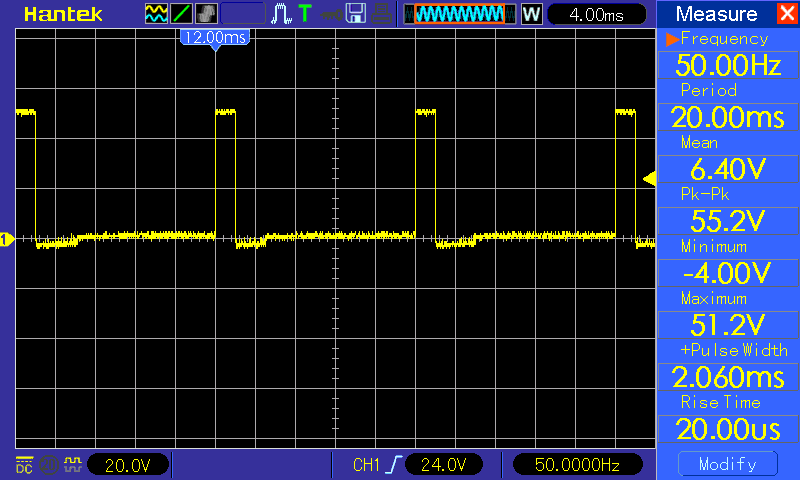 Hantek T W 4.00ms Measure
12.00ms
Frequency
50.00Hz
Period
20.00ms
Mean
6.40V
Pk-Pk
55.2V
Minimum
-4.00V
Maximum
51.2V
+Pulse Width
2.060ms
Rise Time
20.00us
1
DC 20.0V CH1 24.0V 50.0000Hz Modify